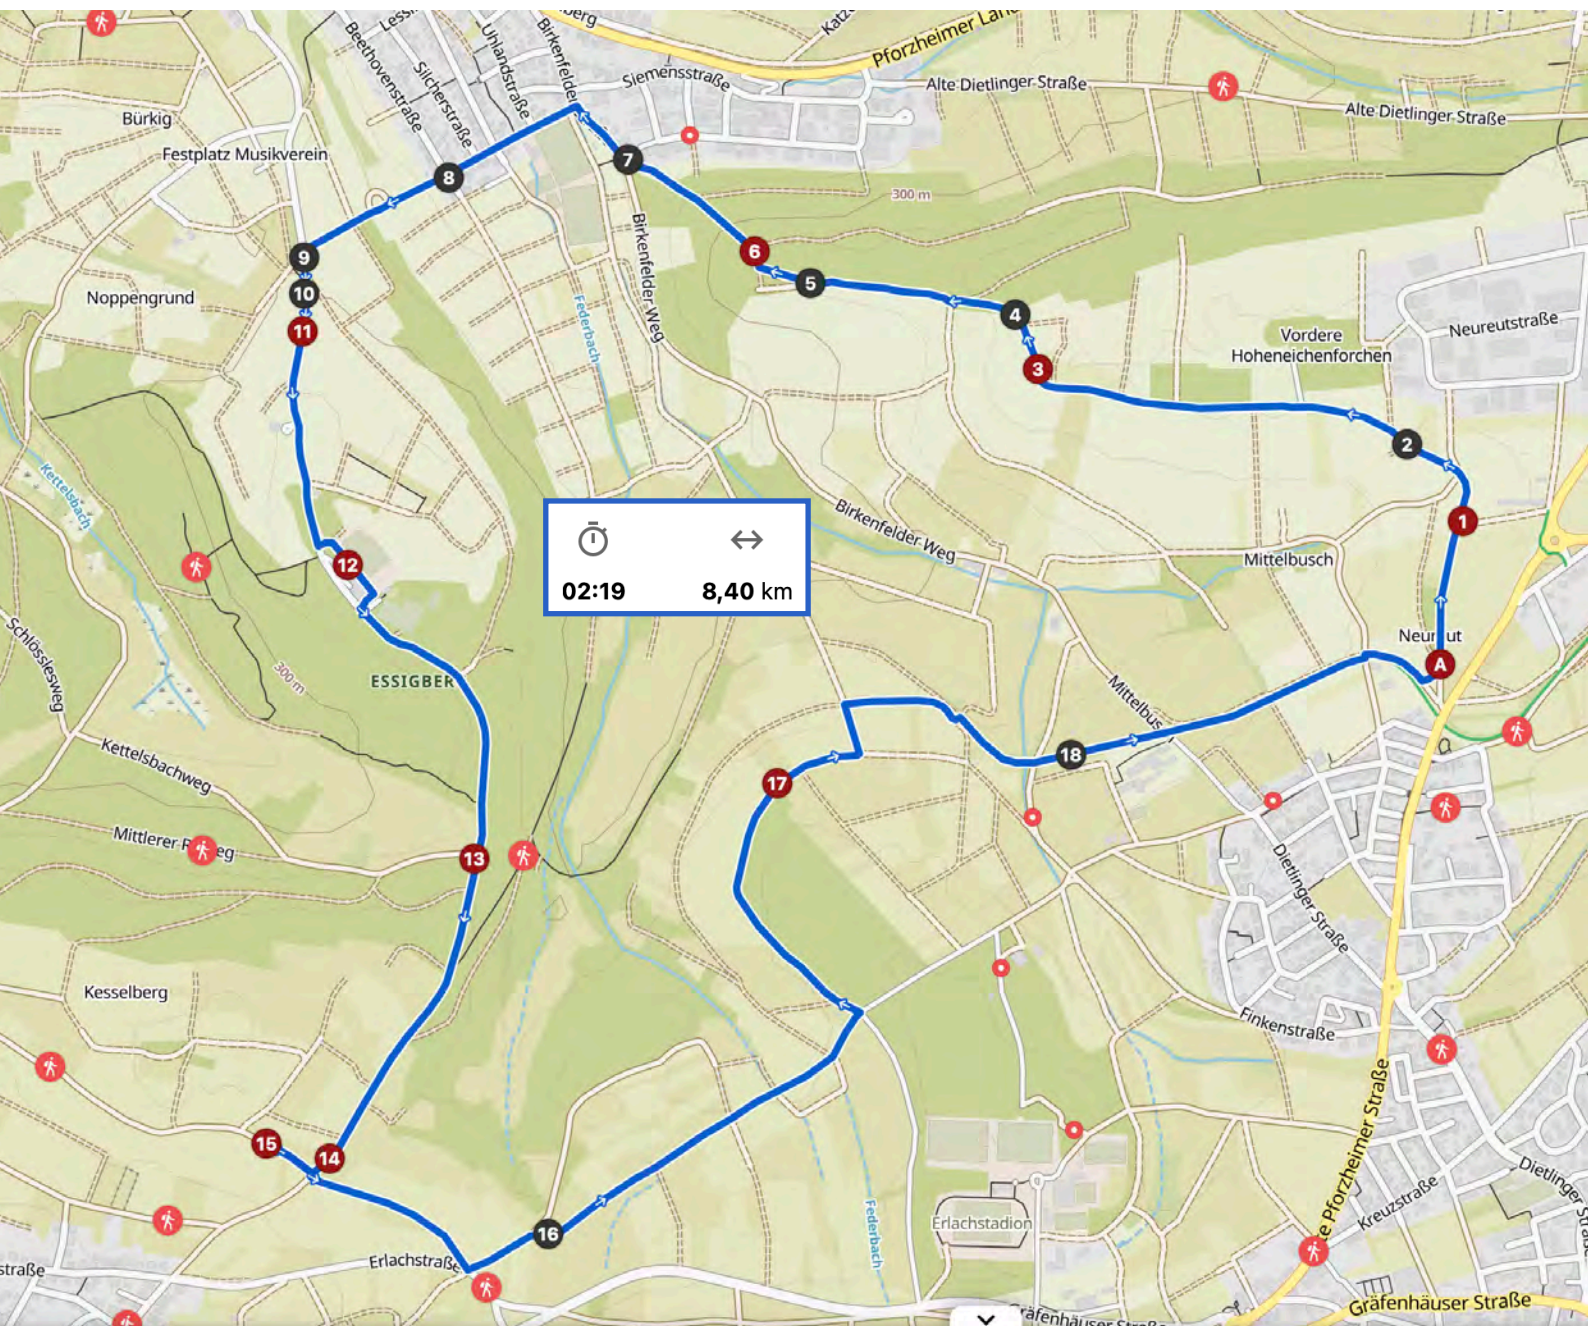 Birkenfelder
Pforzheimer
Siemensstraße
Alte Dietlinger Straße
Alte Dietlinger Straße
Beethovenstraße
Silcherstraße
Uhlandstraße
Bürkig
Festplatz Musikverein
7
8
300 m
6
5
9
10
11
Noppengrund
Birkenfelder Weg
Federbach
4
3
Vordere
Hoheneichenforchen
Neureutstraße
2
1
Kettelsbach
12
02:19
8,40 km
Birkenfelder Weg
Mittelbusch
A
Schlösslesweg
300 m
ESSIGBER
Mittelbus
18
17
Kettelsbachweg
Mittlerer
13
Dietlinger Straße
Kesselberg
Finkenstraße
15
14
16
Erlachstraße
straße
Federbach
Erlachstadion
Pforzheimer Straße
Kreuzstraße
Dietlinger
Gräfenhäuser Straße